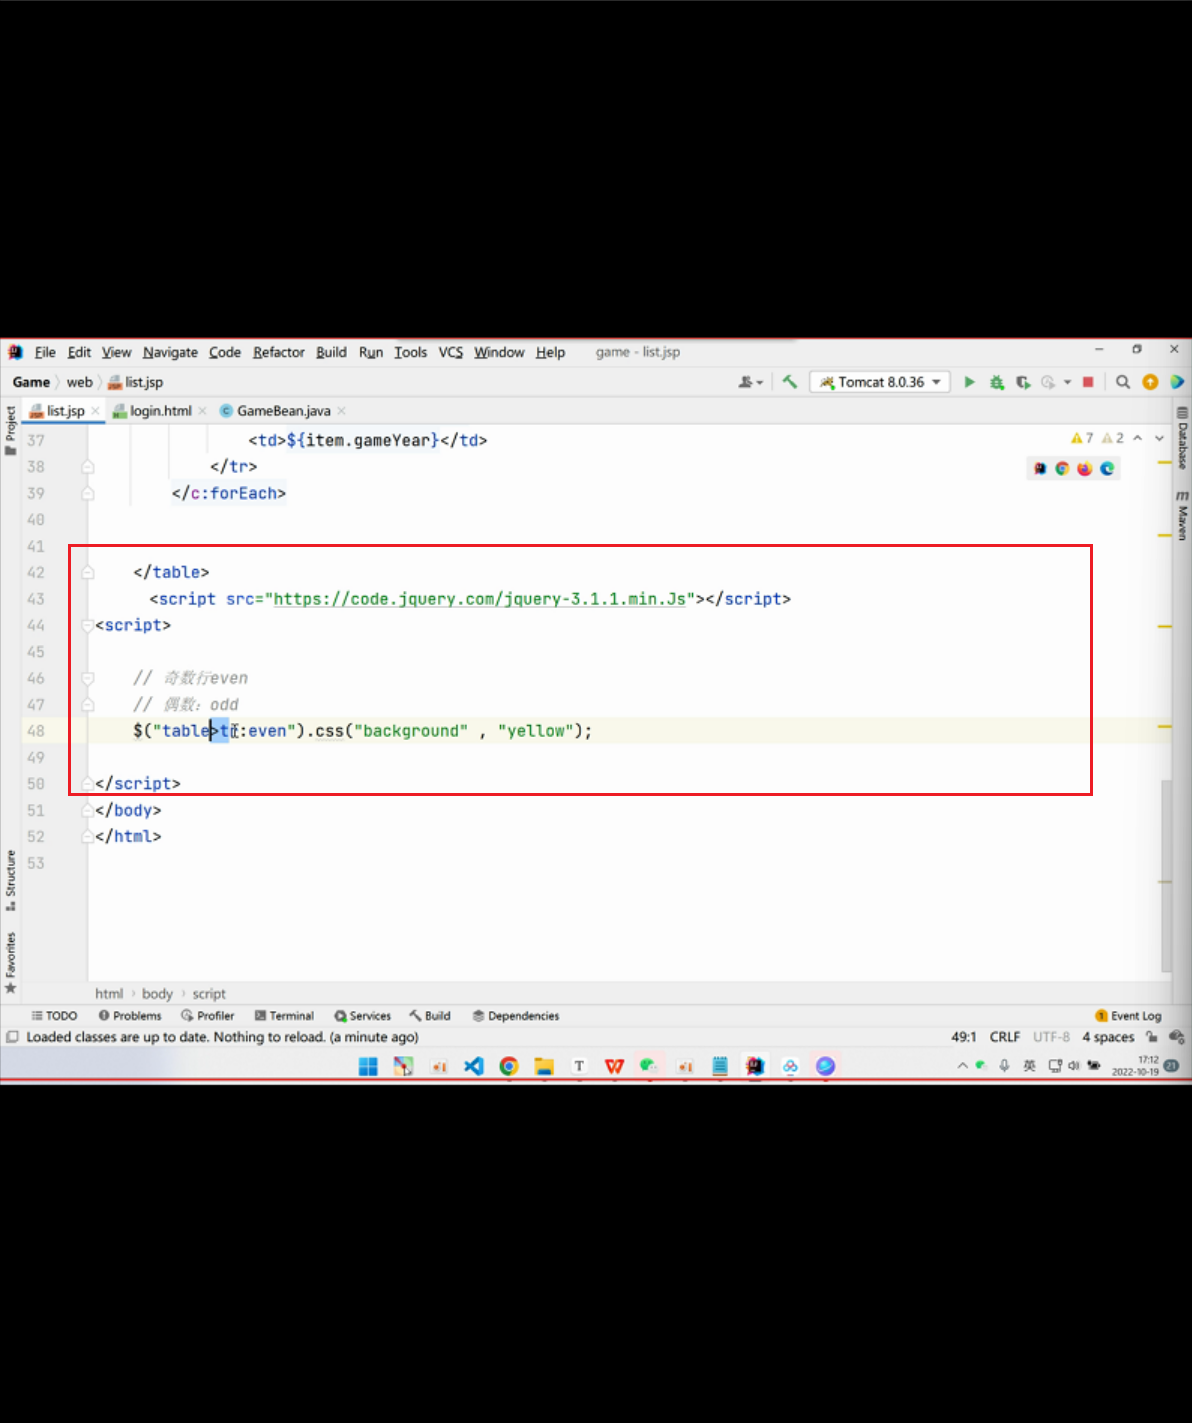 File Edit View Navigate Code Refactor Build Run Tools VCS Window Help game - list.jsp
Game web list.jsp Tomcat 8.0.36
list.jsp login.html GameBean.java
Project
Database
Maven
7 2
37 <td>${item.gameYear}</td>
38 </tr>
39 </c:forEach>
40
41
42 </table>
43 <script src="https://code.jquery.com/jquery-3.1.1.min.Js"></script>
44 <script>
45
46 // 奇数行even
47 // 偶数：odd
48 $("table>t:even").css("background" , "yellow");
49
50 </script>
51 </body>
52 </html>
53
Structure
Favorites
html body script
TODO Problems Profiler Terminal Services Build Dependencies Event Log
Loaded classes are up to date. Nothing to reload. (a minute ago) 49:1 CRLF UTF-8 4 spaces
英 17:12
2022-10-19 21